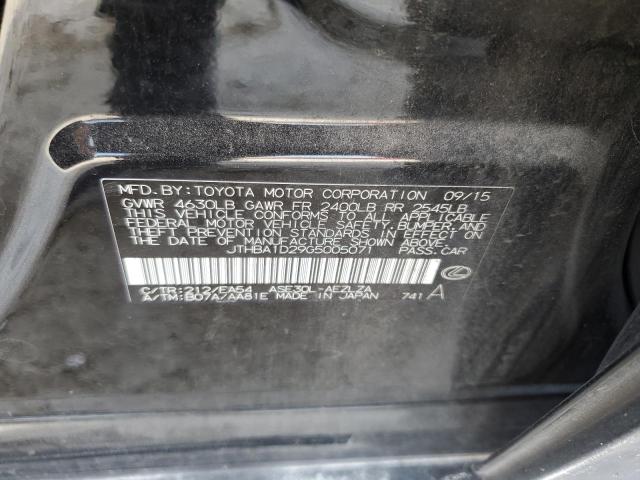 MFD. BY: TOYOTA MOTOR CORPORATION 09/15
GVWR 4630LB GAWR FR 2400LB RR 2545LB
THIS VEHICLE CONFORMS TO ALL APPLICABLE
FEDERAL MOTOR VEHICLE SAFETY, BUMPER, AND
THEFT PREVENTION STANDARDS IN EFFECT ON
THE DATE OF MANUFACTURE SHOWN ABOVE.
JTHBA1D29G5005071 PASS.CAR
C/TR:212/EA54 ASE30L-AEZLZA
A/TM:B07A/AA81E MADE IN JAPAN 741 A